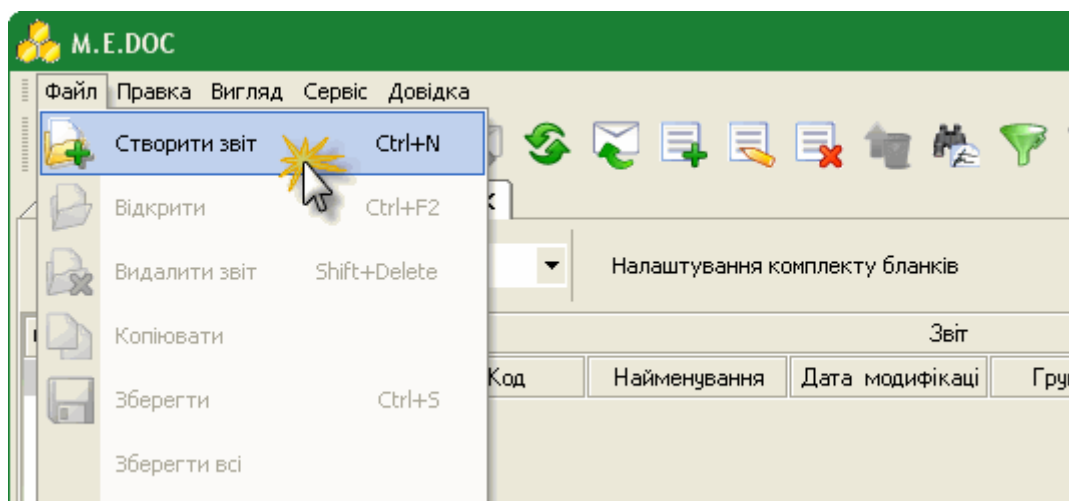 M.E.DOC
Файл Правка Вигляд Сервіс Довідка
Створити звіт Ctrl+N
Відкрити Ctrl+F2
Видалити звіт Shift+Delete
Налаштування комплекту бланків
Копіювати
Звіт
Код Найменування Дата модифікаці
Зберегти Ctrl+S
Зберегти всі